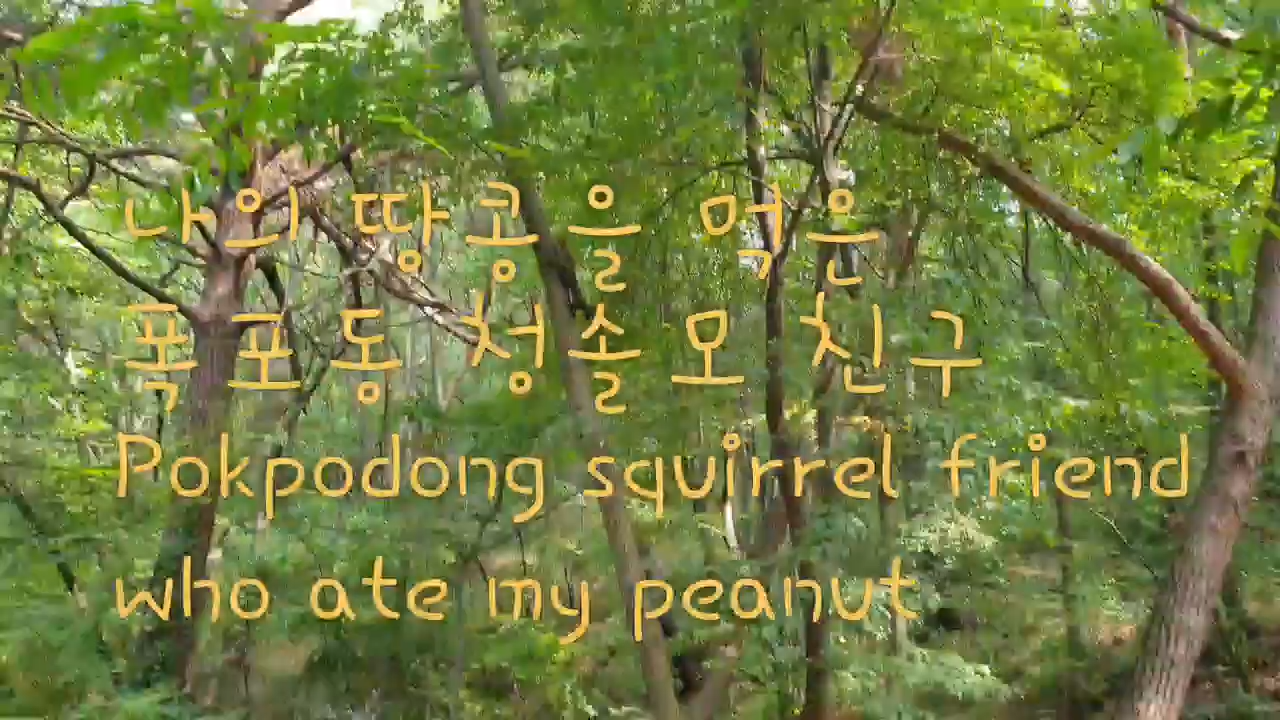 나의 땅콩을 먹은
폭포동 청솔모 친구
Pokpodong squirrel friend
who ate my peanut